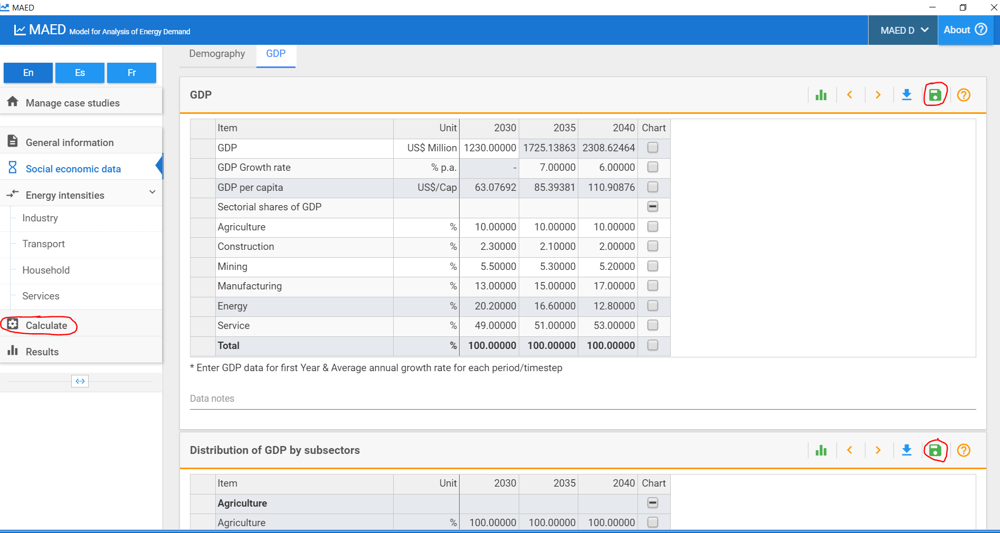 MAED
MAED Model for Analysis of Energy Demand
MAED D
About
En Es Fr
Manage case studies
General information
Social economic data
Energy intensities
Industry
Transport
Household
Services
Calculate
Results
Demography GDP
GDP
Item Unit 2030 2035 2040 Chart
GDP US$ Million 1230.00000 1725.13863 2308.62464
GDP Growth rate % p.a. - 7.00000 6.00000
GDP per capita US$/Cap 63.07692 85.39381 110.90876
Sectorial shares of GDP
Agriculture % 10.00000 10.00000 10.00000
Construction % 2.30000 2.10000 2.00000
Mining % 5.50000 5.30000 5.20000
Manufacturing % 13.00000 15.00000 17.00000
Energy % 20.20000 16.60000 12.80000
Service % 49.00000 51.00000 53.00000
Total % 100.00000 100.00000 100.00000
* Enter GDP data for first Year & Average annual growth rate for each period/timestep
Data notes
Distribution of GDP by subsectors
Item Unit 2030 2035 2040 Chart
Agriculture
Agriculture % 100.00000 100.00000 100.00000